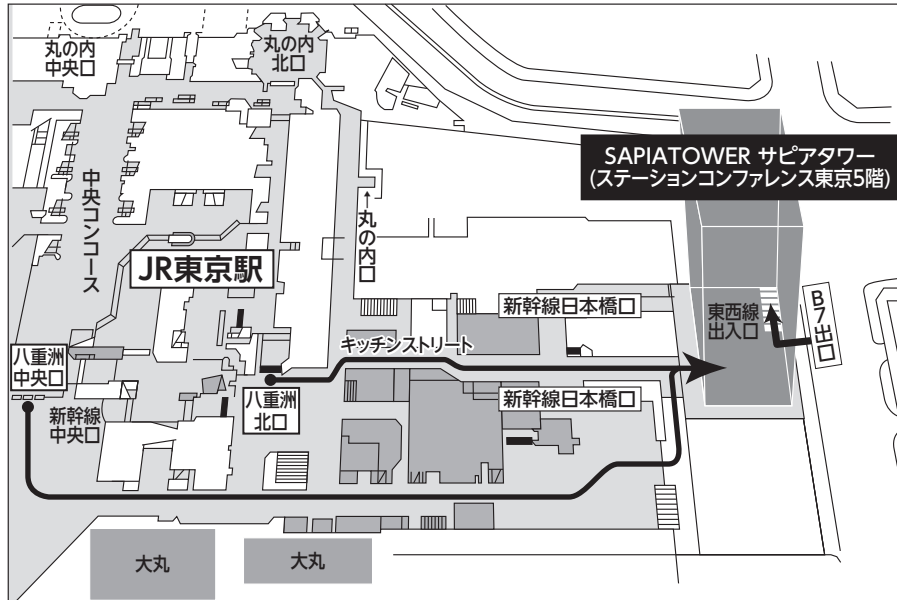 丸の内
中央口
丸の内
北口
SAPIATOWER サピアタワー
(ステーションコンファレンス東京5階)
中央コンコース
↑丸の内口
JR東京駅
新幹線日本橋口
東西線
出入口
B7出口
キッチンストリート
八重洲
中央口
八重洲
北口
新幹線日本橋口
新幹線
中央口
大丸
大丸